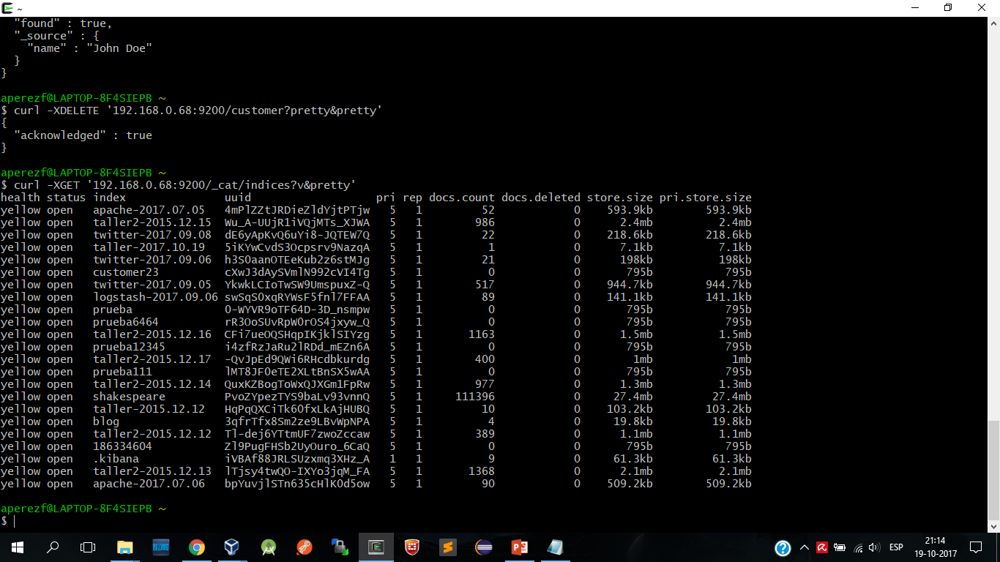 ~
"found" : true,
"_source" : {
"name" : "John Doe"
}
}
aperezf@LAPTOP-8F4SIEPB ~
$ curl -XDELETE '192.168.0.68:9200/customer?pretty&pretty'
{
"acknowledged" : true
}
aperezf@LAPTOP-8F4SIEPB ~
$ curl -XGET '192.168.0.68:9200/_cat/indices?v&pretty'
health status index uuid pri rep docs.count docs.deleted store.size pri.store.size
yellow open apache-2017.07.05 4mPlZZtJRDieZldYjtPTjw 5 1 52 0 593.9kb 593.9kb
yellow open taller2-2015.12.15 Wu_A-UUjR1iVQjMTs_XJWA 5 1 986 0 2.4mb 2.4mb
yellow open twitter-2017.09.08 dE6yApKvQ6uYi8-JQTEW7Q 5 1 22 0 218.6kb 218.6kb
yellow open taller-2017.10.19 5iKYwCvdS3Ocpsrv9NazqA 5 1 1 0 7.1kb 7.1kb
yellow open twitter-2017.09.06 h3S0aanOTEeKub2z6stMJg 5 1 21 0 198kb 198kb
yellow open customer23 cXwJ3dAySVmlN992cVI4Tg 5 1 0 0 795b 795b
yellow open twitter-2017.09.05 YkwkLCIoTwSW9UmspuxZ-Q 5 1 517 0 944.7kb 944.7kb
yellow open logstash-2017.09.06 swSqS0xqRYWsF5fnl7FFAA 5 1 89 0 141.1kb 141.1kb
yellow open prueba 0-WYVR9oTF64D-3D_nsmpw 5 1 0 0 795b 795b
yellow open prueba6464 rR3OoSUvRpW0rOS4jxyw_Q 5 1 0 0 795b 795b
yellow open taller2-2015.12.16 CFi7ueOQSHqpIKjklSIYzg 5 1 1163 0 1.5mb 1.5mb
yellow open prueba12345 i4zfRzJaRu2lRDd_mEZn6A 5 1 0 0 795b 795b
yellow open taller2-2015.12.17 -QvJpEd9QWi6RHcdbkurdg 5 1 400 0 1mb 1mb
yellow open prueba111 lMT8JF0eTE2XLtBnSX5wAA 5 1 0 0 795b 795b
yellow open taller2-2015.12.14 QuxKZBogToWxQJXGm1FpRw 5 1 977 0 1.3mb 1.3mb
yellow open shakespeare PvoZYpezTYS9baLv93vnnQ 5 1 111396 0 27.4mb 27.4mb
yellow open taller-2015.12.12 HqPqQXCiTk6OfxLkAjHUBQ 5 1 10 0 103.2kb 103.2kb
yellow open blog 3qfrTfx8Sm2ze9LBvWpNPA 5 1 4 0 19.8kb 19.8kb
yellow open taller2-2015.12.12 Tl-dej6YTtmUF7zwoZccaw 5 1 389 0 1.1mb 1.1mb
yellow open 186334604 Zl9PugFHSb2UyOuro_6CaQ 5 1 0 0 795b 795b
yellow open .kibana iVBAf88JRLSUzxmq3XHz_A 1 1 9 0 61.3kb 61.3kb
yellow open taller2-2015.12.13 lTjsy4twQO-IXYo3jqM_FA 5 1 1368 0 2.1mb 2.1mb
yellow open apache-2017.07.06 bpYuvjlSTn635cHlKOd5ow 5 1 90 0 509.2kb 509.2kb
aperezf@LAPTOP-8F4SIEPB ~
$
ESP
21:14
19-10-2017